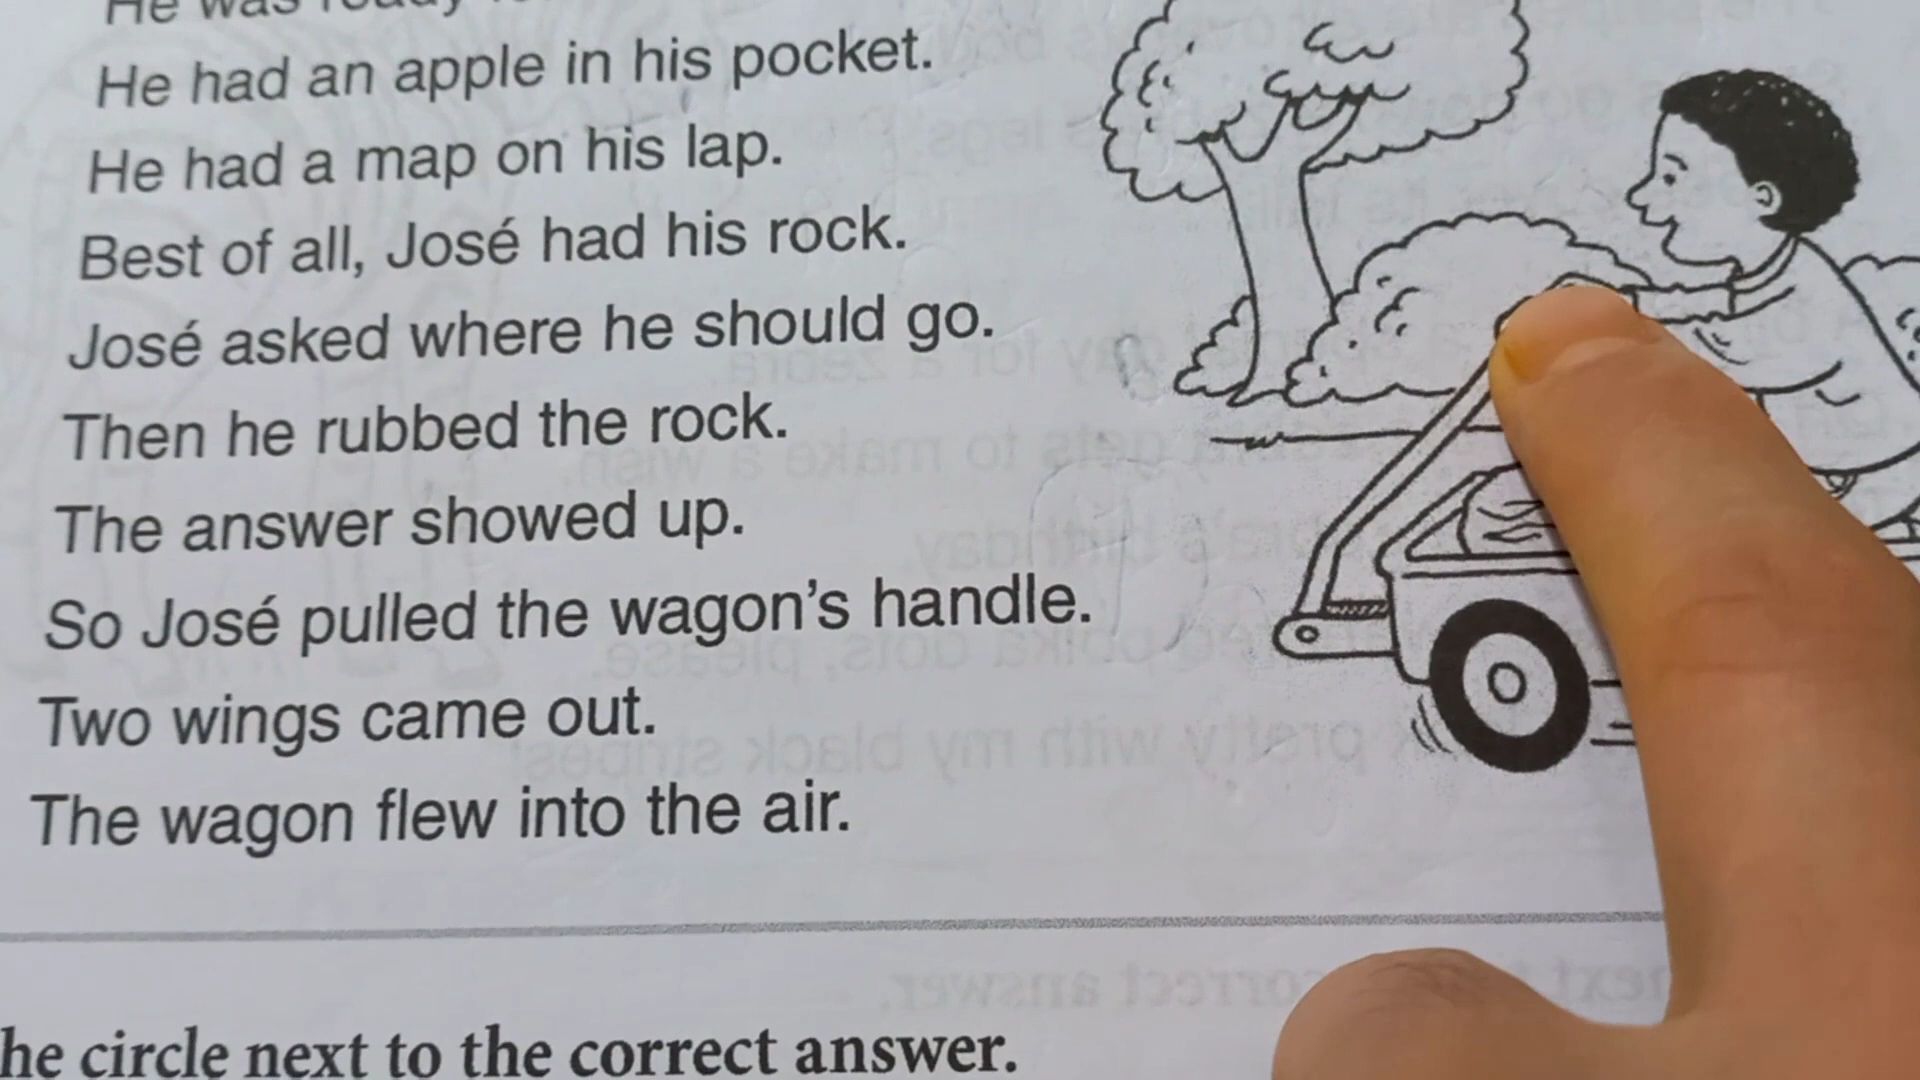 He was ready
He had an apple in his pocket.
He had a map on his lap.
Best of all, José had his rock.
José asked where he should go.
Then he rubbed the rock.
The answer showed up.
So José pulled the wagon’s handle.
Two wings came out.
The wagon flew into the air.
he circle next to the correct answer.